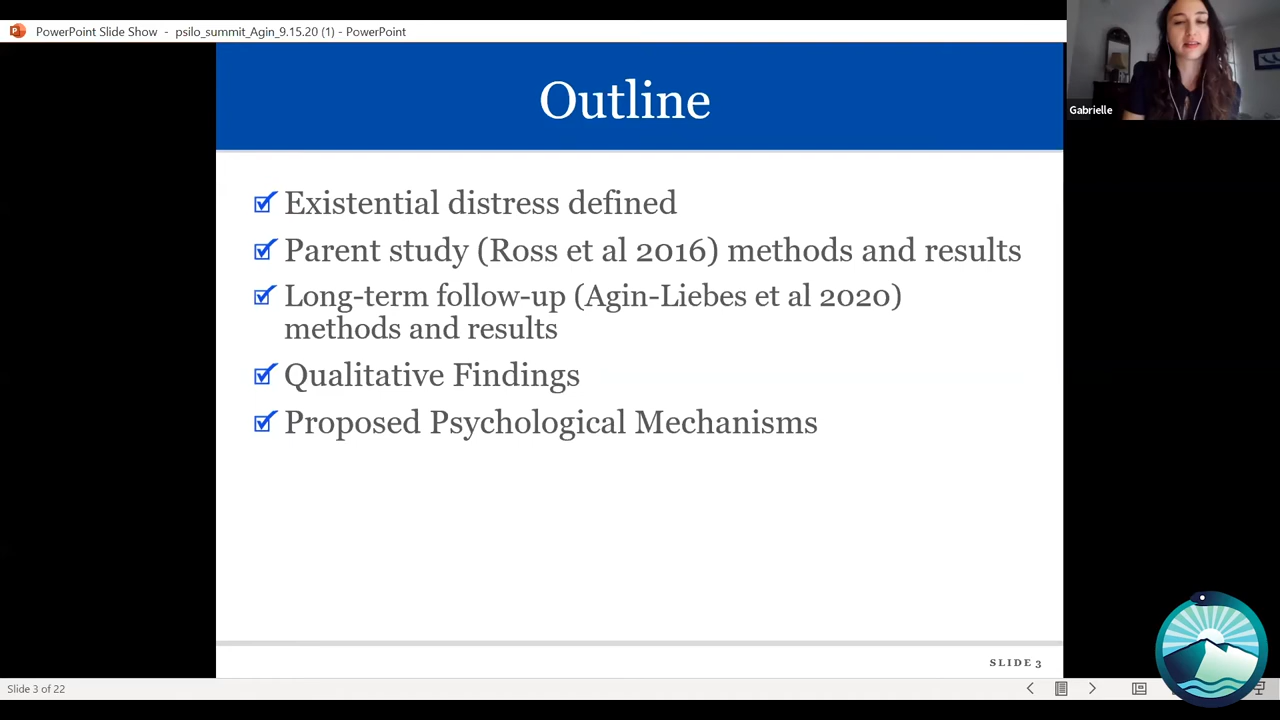 PowerPoint Slide Show - psilo_summit_Agin_9.15.20 (1) - PowerPoint
Gabrielle
Outline
Existential distress defined
Parent study (Ross et al 2016) methods and results
Long-term follow-up (Agin-Liebes et al 2020)
methods and results
Qualitative Findings
Proposed Psychological Mechanisms
SLIDE 3
Slide 3 of 22